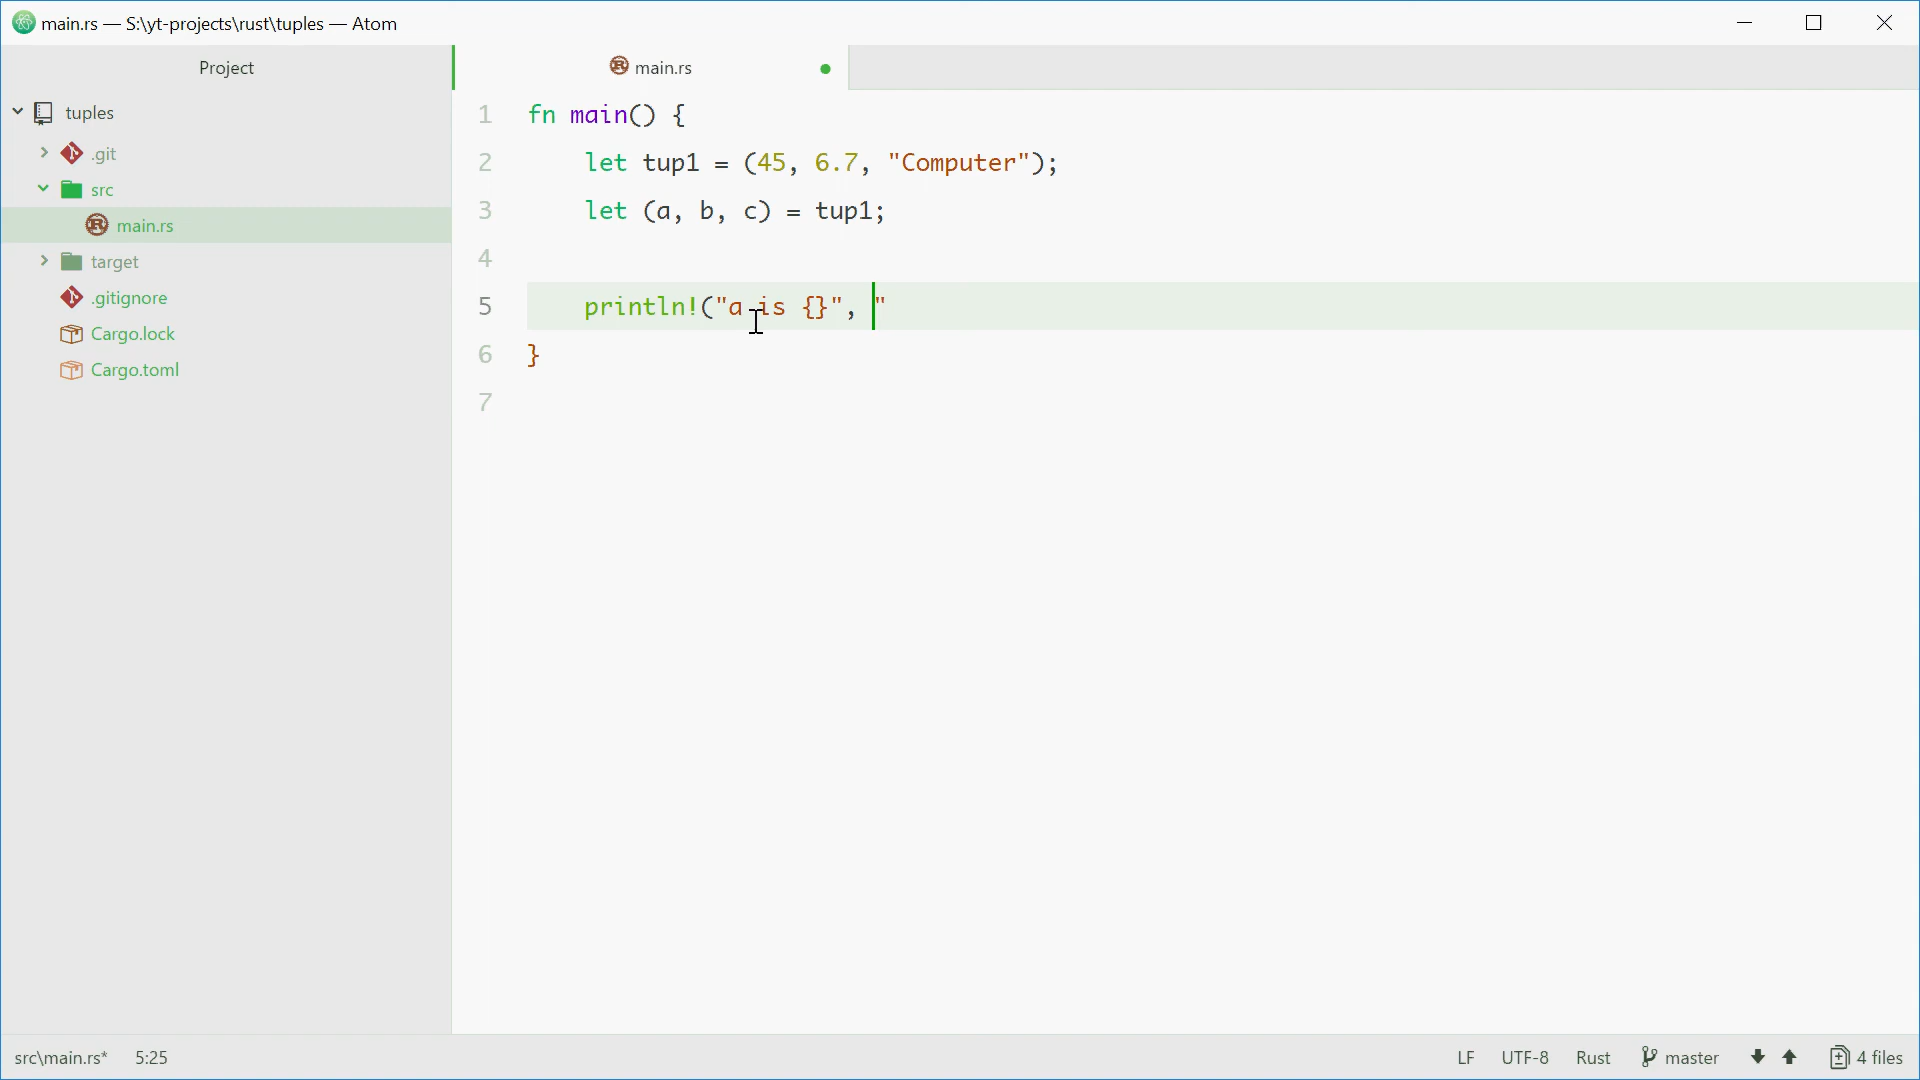 main.rs — S:\yt-projects\rust\tuples — Atom
Project
main.rs
tuples
.git
src
main.rs
target
.gitignore
Cargo.lock
Cargo.toml
1 fn main() {
2 let tup1 = (45, 6.7, "Computer");
3 let (a, b, c) = tup1;
4
5 println!("a is {}", "
6 }
7
src\main.rs* 5:25 LF UTF-8 Rust master 4 files